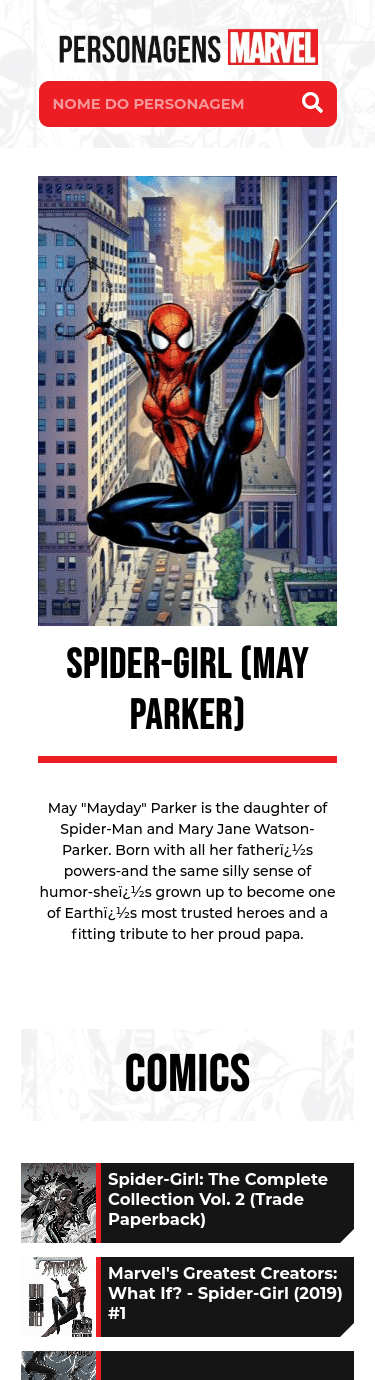 PERSONAGENS MARVEL
NOME DO PERSONAGEM
SPIDER-GIRL (MAY
PARKER)
May "Mayday" Parker is the daughter of
Spider-Man and Mary Jane Watson-
Parker. Born with all her fatherï¿½s
powers-and the same silly sense of
humor-sheï¿½s grown up to become one
of Earthï¿½s most trusted heroes and a
fitting tribute to her proud papa.
COMICS
Spider-Girl: The Complete
Collection Vol. 2 (Trade
Paperback)
Marvel's Greatest Creators:
What If? - Spider-Girl (2019)
#1